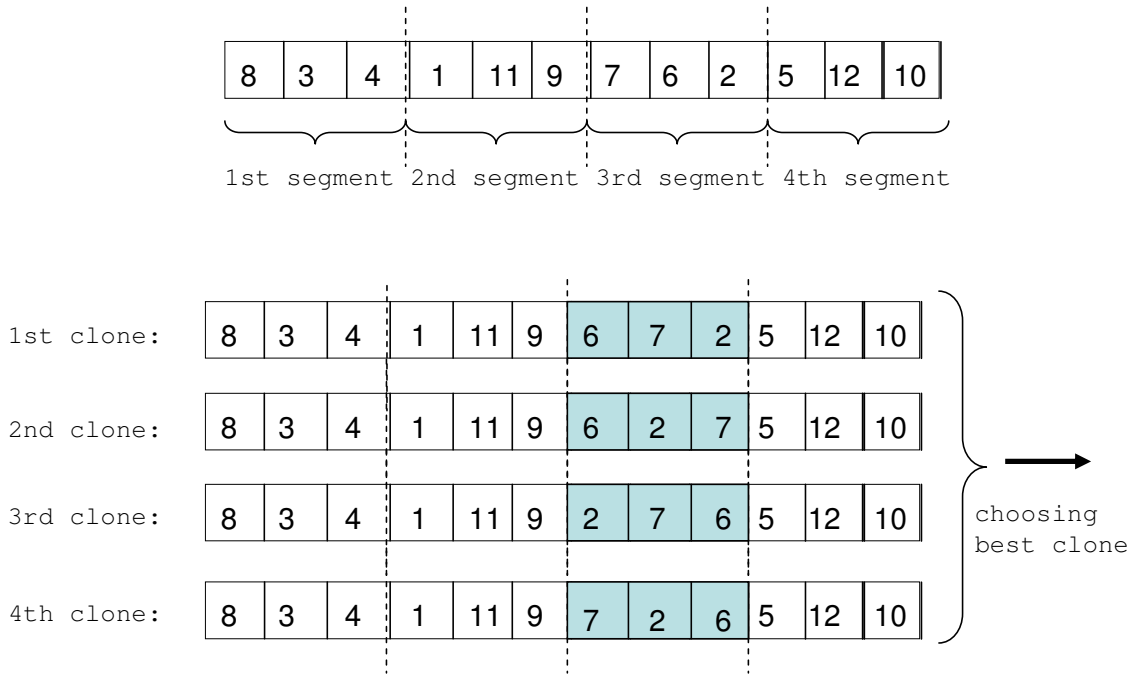 8 3 4 1 11 9 7 6 2 5 12 10
1st segment 2nd segment 3rd segment 4th segment
1st clone: 8 3 4 1 11 9 6 7 2 5 12 10
2nd clone: 8 3 4 1 11 9 6 2 7 5 12 10
3rd clone: 8 3 4 1 11 9 2 7 6 5 12 10
choosing
best clone
4th clone: 8 3 4 1 11 9 7 2 6 5 12 10